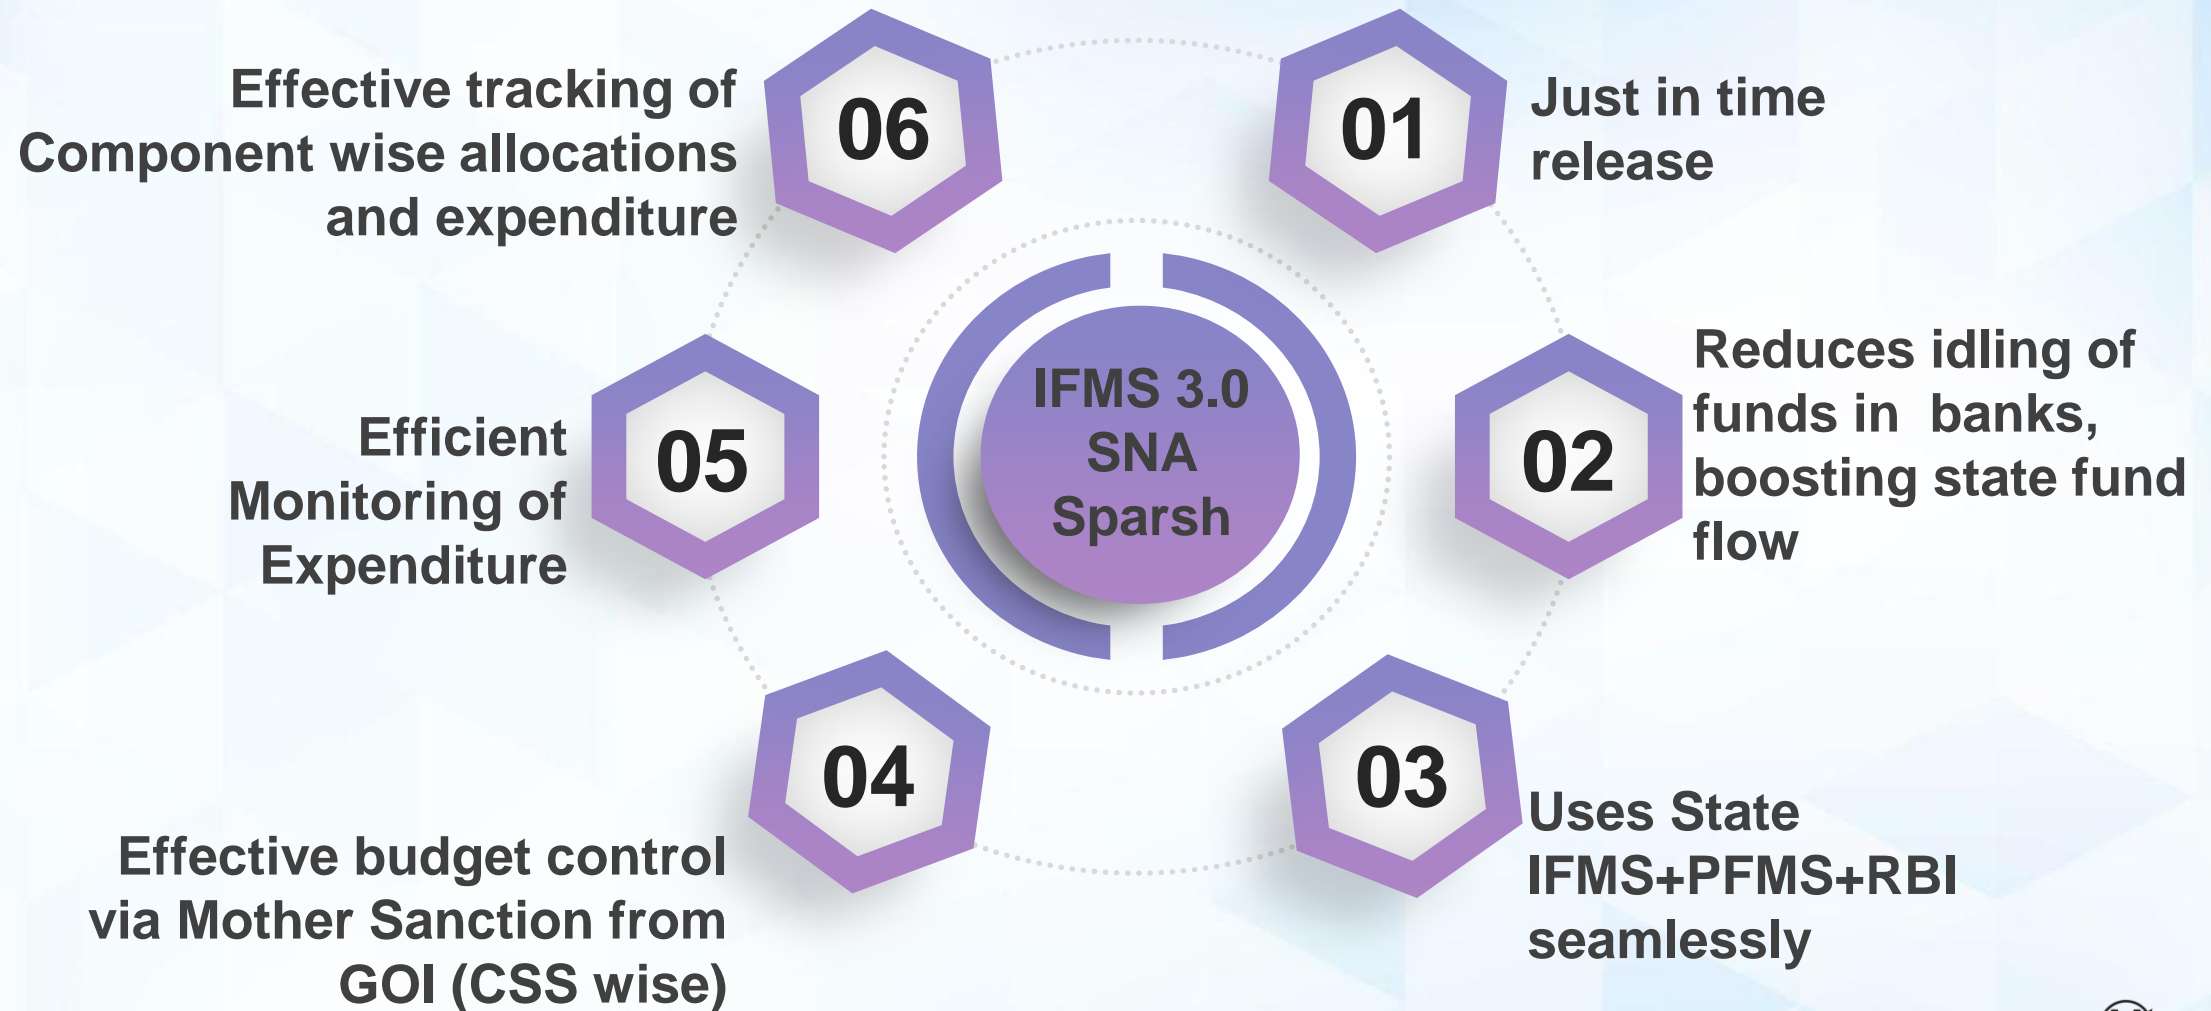 IFMS 3.0
SNA
Sparsh
01
Just in time
release
02
Reduces idling of
funds in  banks,
boosting state fund
flow
03
Uses State
IFMS+PFMS+RBI
seamlessly
04
Effective budget control
via Mother Sanction from
GOI (CSS wise)
05
Efficient
Monitoring of
Expenditure
06
Effective tracking of
Component wise allocations
and expenditure